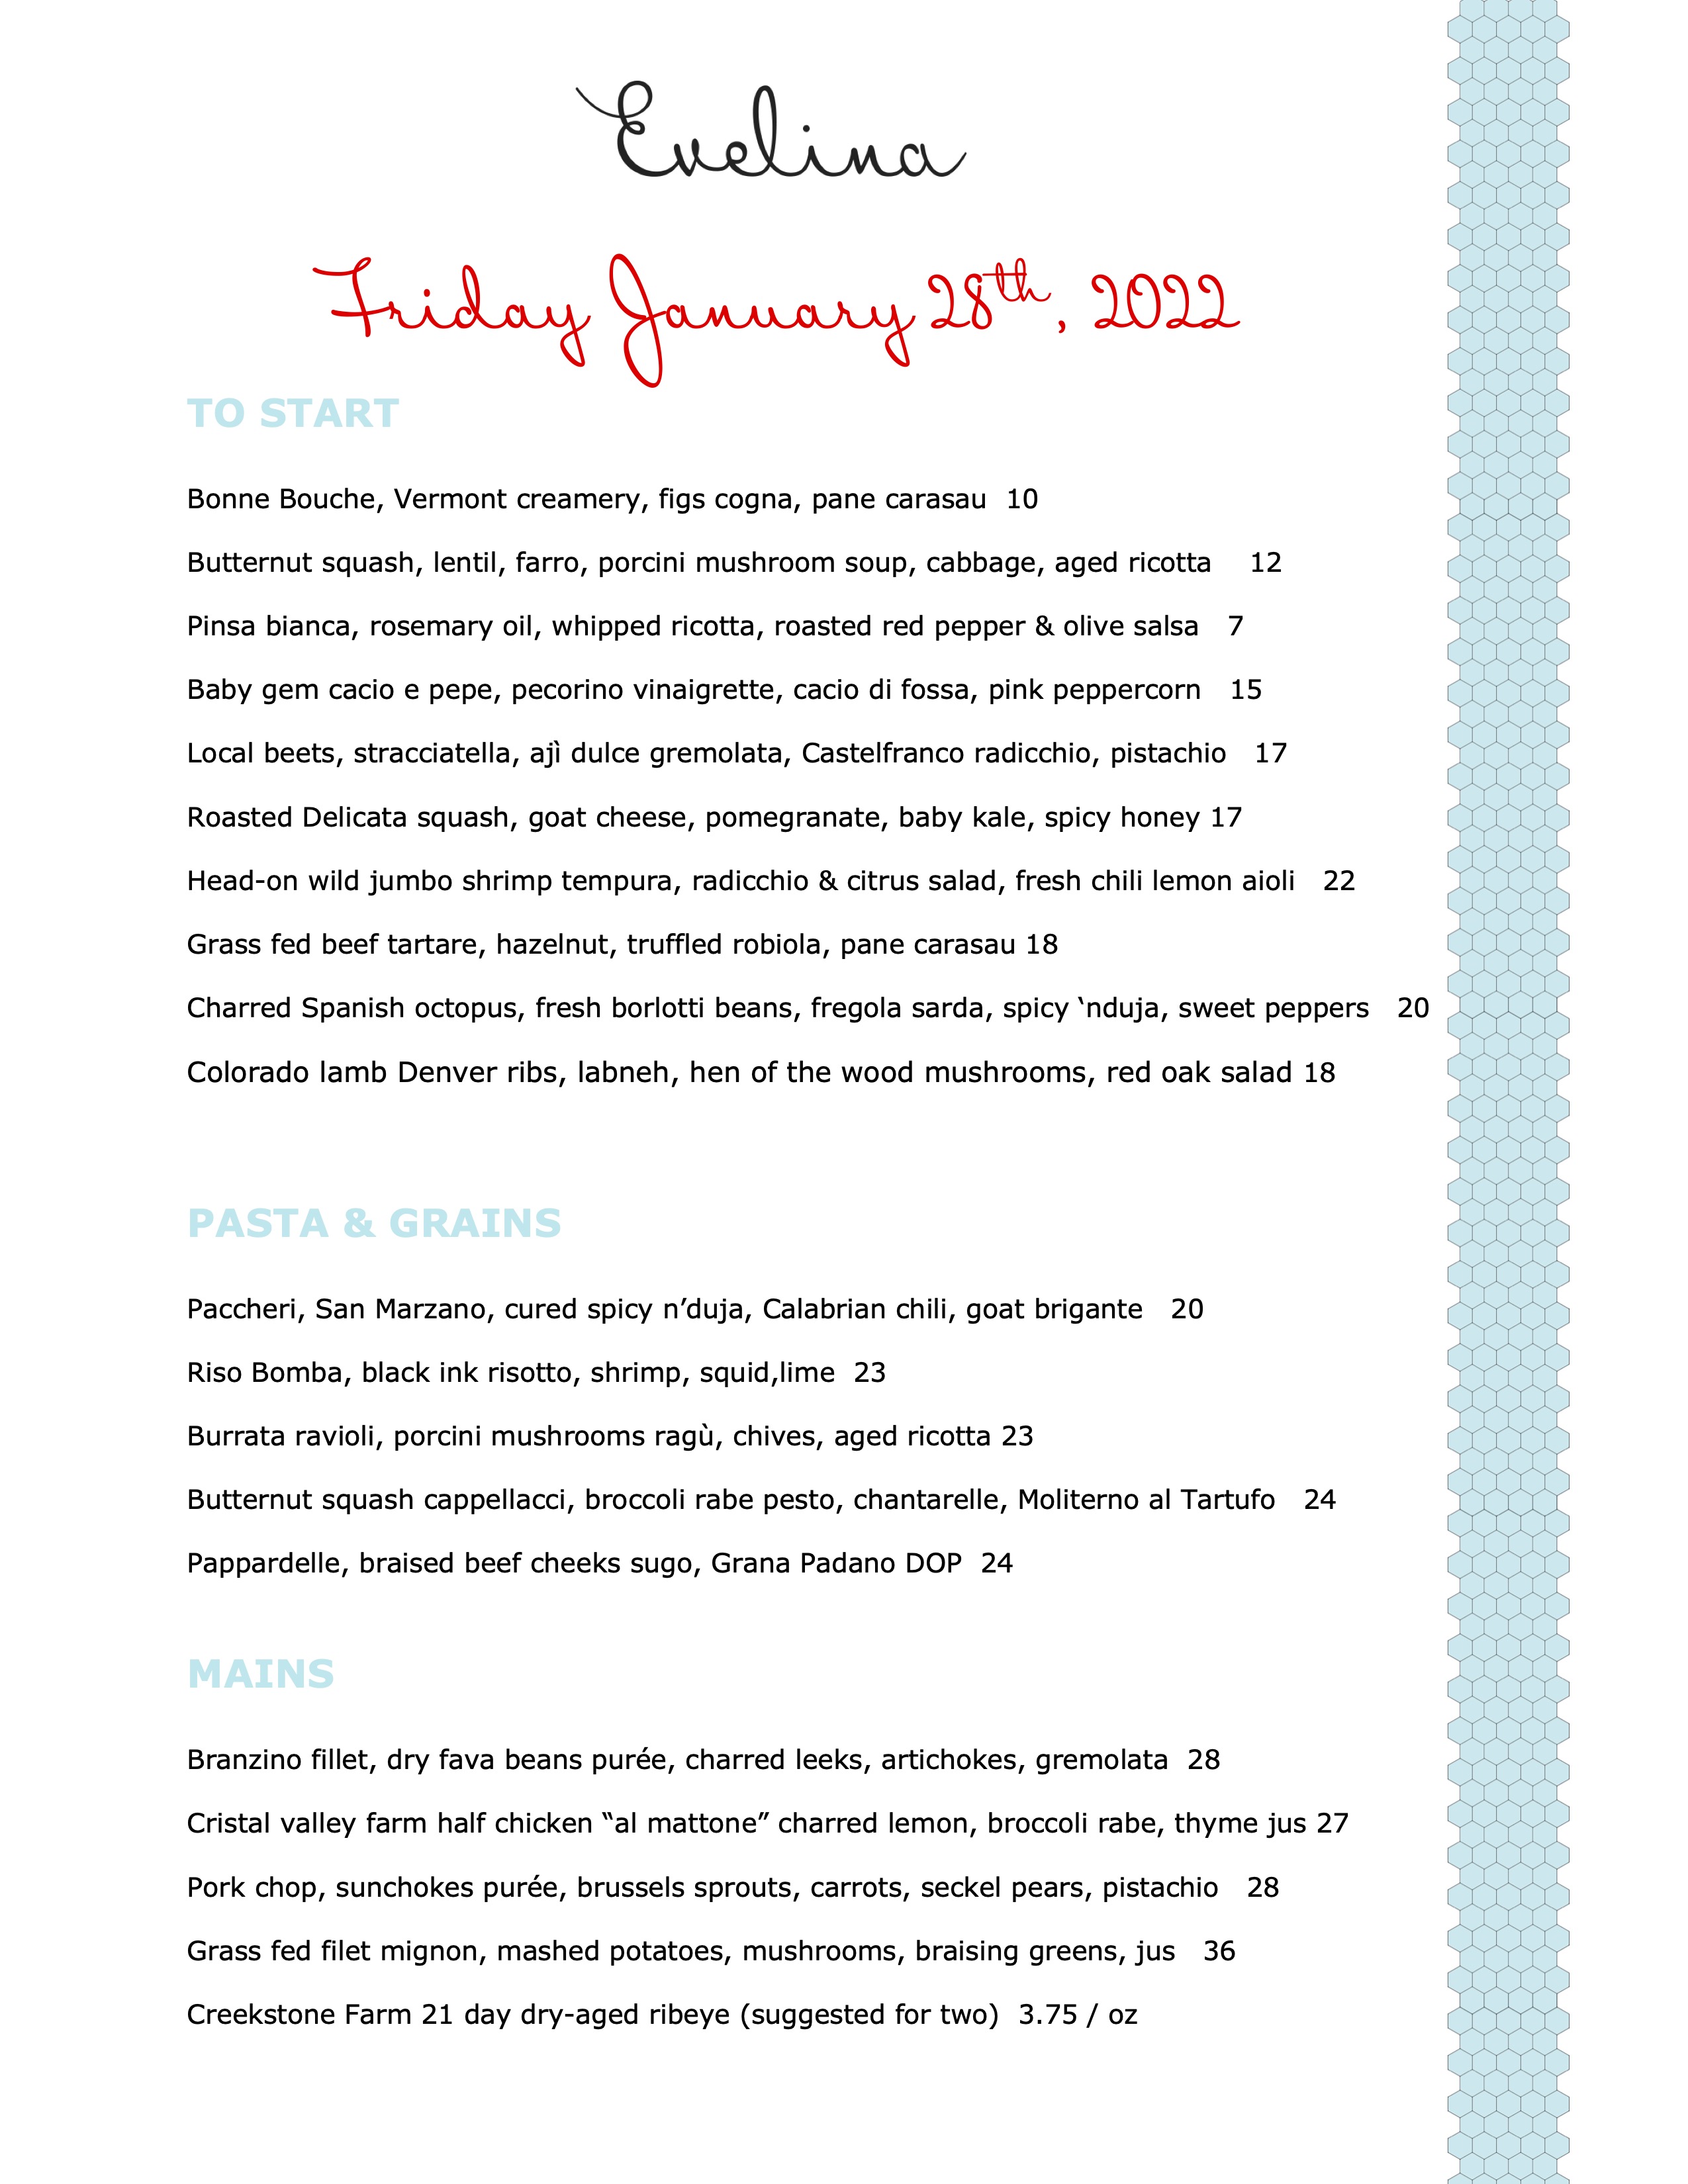 Evelina
Friday January 28th, 2022
TO START
Bonne Bouche, Vermont creamery, figs cogna, pane carasau 10
Butternut squash, lentil, farro, porcini mushroom soup, cabbage, aged ricotta 12
Pinsa bianca, rosemary oil, whipped ricotta, roasted red pepper & olive salsa 7
Baby gem cacio e pepe, pecorino vinaigrette, cacio di fossa, pink peppercorn 15
Local beets, stracciatella, ajì dulce gremolata, Castelfranco radicchio, pistachio 17
Roasted Delicata squash, goat cheese, pomegranate, baby kale, spicy honey 17
Head-on wild jumbo shrimp tempura, radicchio & citrus salad, fresh chili lemon aioli 22
Grass fed beef tartare, hazelnut, truffled robiola, pane carasau 18
Charred Spanish octopus, fresh borlotti beans, fregola sarda, spicy ‘nduja, sweet peppers 20
Colorado lamb Denver ribs, labneh, hen of the wood mushrooms, red oak salad 18
PASTA & GRAINS
Paccheri, San Marzano, cured spicy n’duja, Calabrian chili, goat brigante 20
Riso Bomba, black ink risotto, shrimp, squid,lime 23
Burrata ravioli, porcini mushrooms ragù, chives, aged ricotta 23
Butternut squash cappellacci, broccoli rabe pesto, chantarelle, Moliterno al Tartufo 24
Pappardelle, braised beef cheeks sugo, Grana Padano DOP 24
MAINS
Branzino fillet, dry fava beans purée, charred leeks, artichokes, gremolata 28
Cristal valley farm half chicken “al mattone” charred lemon, broccoli rabe, thyme jus 27
Pork chop, sunchokes purée, brussels sprouts, carrots, seckel pears, pistachio 28
Grass fed filet mignon, mashed potatoes, mushrooms, braising greens, jus 36
Creekstone Farm 21 day dry-aged ribeye (suggested for two) 3.75 / oz